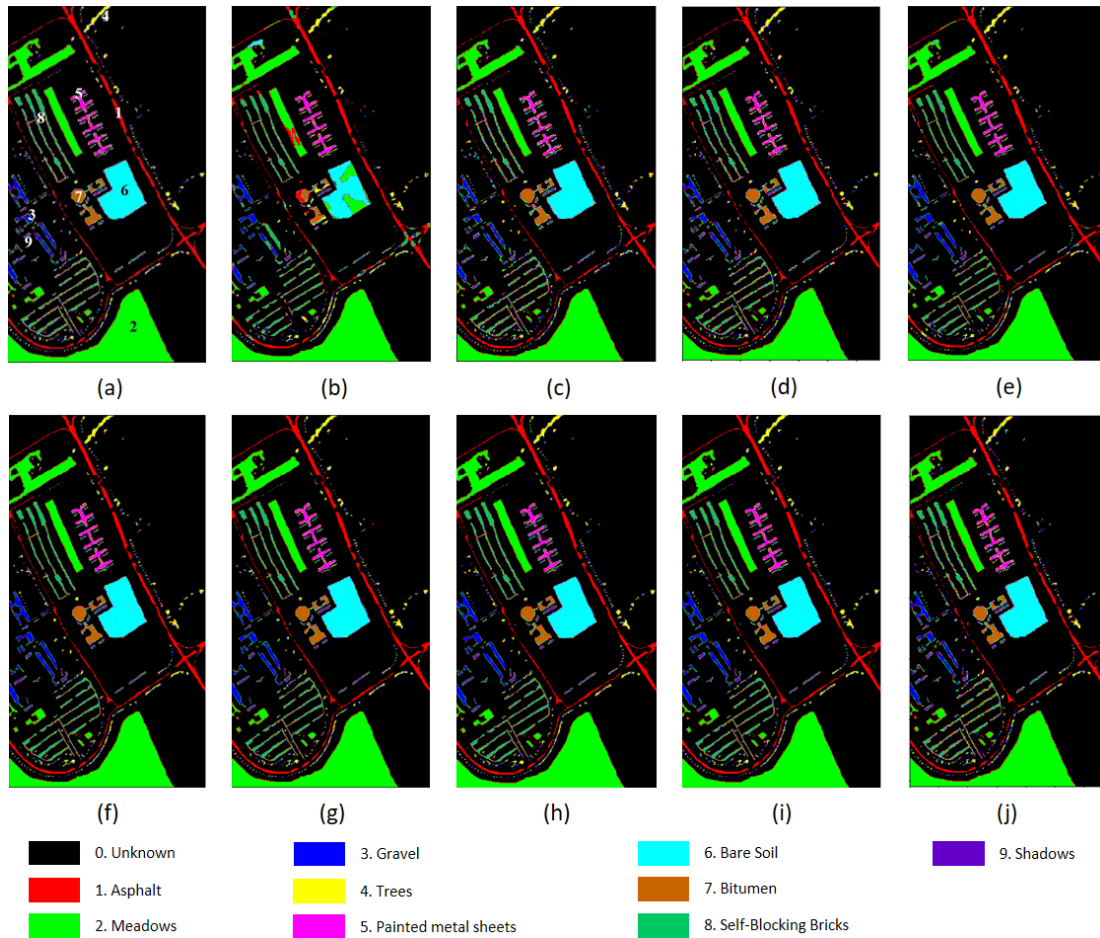 4
5
1
8
6
7
3
9
2
(a) (b) (c) (d) (e)
(f) (g) (h) (i) (j)
0. Unknown 3. Gravel 6. Bare Soil 9. Shadows
1. Asphalt 4. Trees 7. Bitumen
2. Meadows 5. Painted metal sheets 8. Self-Blocking Bricks